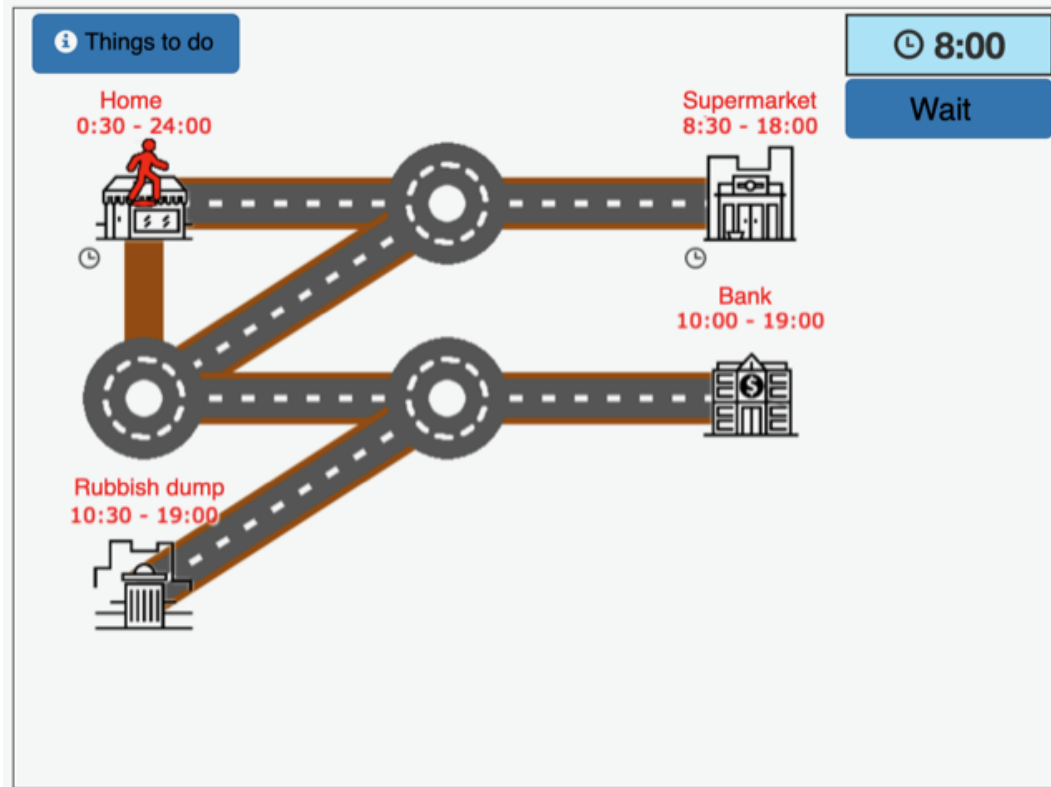 Things to do
8:00
Wait
Home
0:30 - 24:00
Supermarket
8:30 - 18:00
Bank
10:00 - 19:00
$
Rubbish dump
10:30 - 19:00